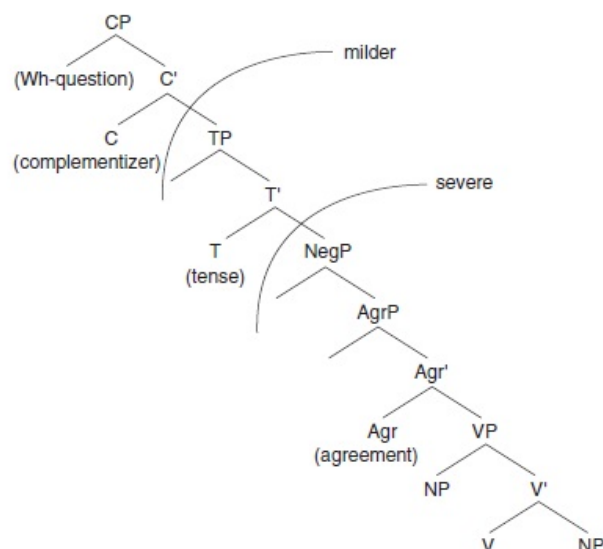 CP
milder
(Wh-question) C'
C TP
(complementizer)
T'
severe
T NegP
(tense)
AgrP
Agr'
Agr VP
(agreement)
NP V'
V NP